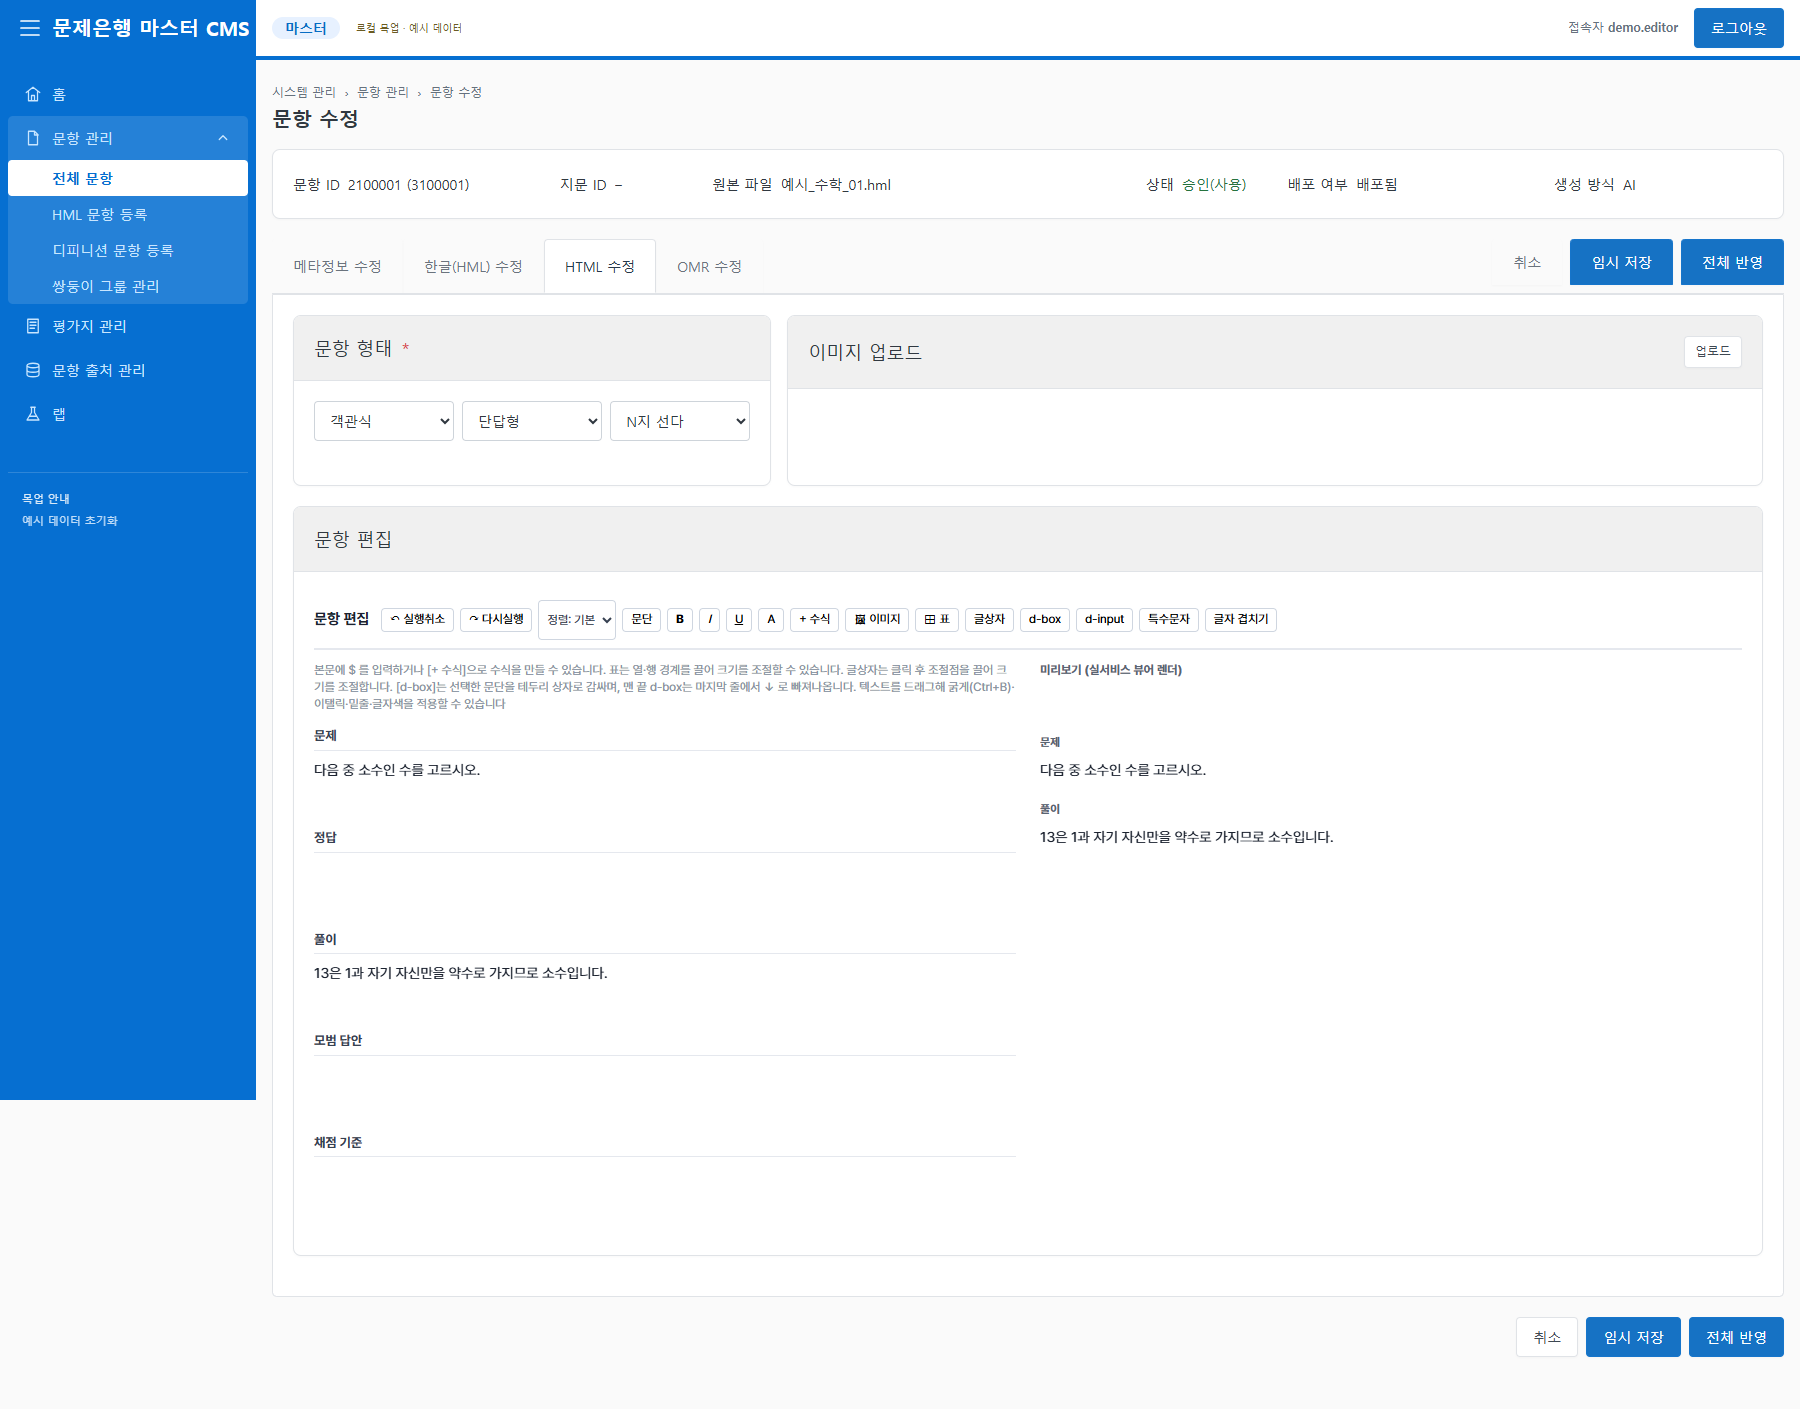 문제은행 마스터 CMS
마스터 로컬 목업 · 예시 데이터
접속자 demo.editor 로그아웃
홈
문항 관리
전체 문항
HML 문항 등록
디피니션 문항 등록
쌍둥이 그룹 관리
평가지 관리
문항 출처 관리
랩
목업 안내
예시 데이터 초기화
시스템 관리 › 문항 관리 › 문항 수정
문항 수정
문항 ID 2100001 (3100001) 지문 ID – 원본 파일 예시_수학_01.hml 상태 승인(사용) 배포 여부 배포됨 생성 방식 AI
메타정보 수정 한글(HML) 수정 HTML 수정 OMR 수정 취소 임시 저장 전체 반영
문항 형태 *
객관식 단답형 N지 선다
이미지 업로드 업로드
문항 편집
문항 편집 실행취소 다시실행 정렬: 기본 문단 B I U A + 수식 이미지 표 글상자 d-box d-input 특수문자 글자 겹치기
본문에 $ 를 입력하거나 [+ 수식]으로 수식을 만들 수 있습니다. 표는 열·행 경계를 끌어 크기를 조절할 수 있습니다. 글상자는 클릭 후 조절점을 끌어 크
기를 조절합니다. [d-box]는 선택한 문단을 테두리 상자로 감싸며, 맨 끝 d-box는 마지막 줄에서 ↓ 로 빠져나옵니다. 텍스트를 드래그해 굵게(Ctrl+B)·
이탤릭·밑줄·글자색을 적용할 수 있습니다
문제
다음 중 소수인 수를 고르시오.
정답
풀이
13은 1과 자기 자신만을 약수로 가지므로 소수입니다.
모범 답안
채점 기준
미리보기 (실서비스 뷰어 렌더)
문제
다음 중 소수인 수를 고르시오.
풀이
13은 1과 자기 자신만을 약수로 가지므로 소수입니다.
취소 임시 저장 전체 반영